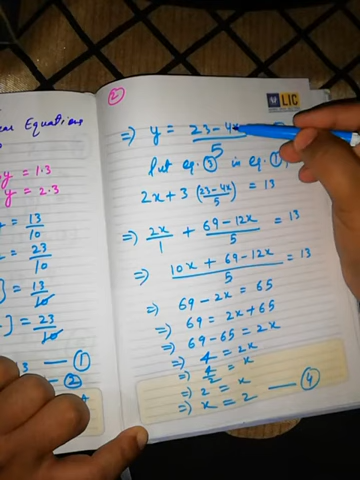 ear Equations
y = 1.3
y = 2.3
= 13/10
= 23/10
] = 13/10
] = 23/10
3 — ①
— ②
②
LIC
⇒ y = (23-4x)/5
Put eq. ③ in eq. ①
2x + 3 ((23-4x)/5) = 13
⇒ 2x/1 + (69-12x)/5 = 13
⇒ (10x + 69-12x)/5 = 13
⇒ 69 - 2x = 65
⇒ 69 = 2x + 65
⇒ 69-65 = 2x
⇒ 4 = 2x
⇒ 4/2 = x
⇒ 2 = x
⇒ x = 2 — ④